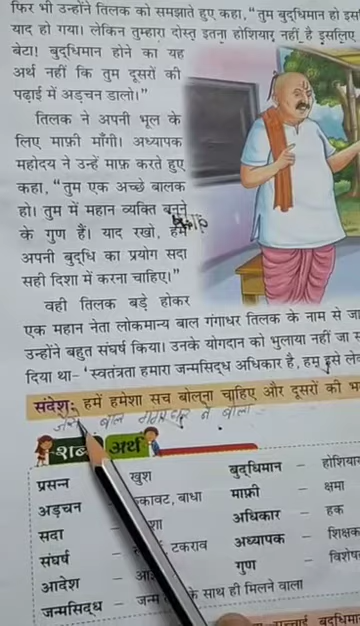 फिर भी उन्होंने तिलक को समझाते हुए कहा, "तुम बुद्धिमान हो इस
याद हो गया। लेकिन तुम्हारा दोस्त इतना होशियार नहीं है इसलिए
बेटा! बुद्धिमान होने का यह
अर्थ नहीं कि तुम दूसरों की
पढ़ाई में अड़चन डालो।"
तिलक ने अपनी भूल के
लिए माफ़ी माँगी। अध्यापक
महोदय ने उन्हें माफ़ करते हुए
कहा, "तुम एक अच्छे बालक
हो। तुम में महान व्यक्ति बनने
के गुण हैं। याद रखो, हमें
अपनी बुद्धि का प्रयोग सदा
सही दिशा में करना चाहिए।"
वही तिलक बड़े होकर
एक महान नेता लोकमान्य बाल गंगाधर तिलक के नाम से जा
उन्होंने बहुत संघर्ष किया। उनके योगदान को भुलाया नहीं जा स
दिया था– 'स्वतंत्रता हमारा जन्मसिद्ध अधिकार है, हम इसे ले
संदेश: हमें हमेशा सच बोलना चाहिए और दूसरों की भ
बाल ने बोला
शब्द अर्थ
प्रसन्न खुश बुद्धिमान – होशियार
अड़चन रुकावट, बाधा माफ़ी – क्षमा
सदा अधिकार – हक
संघर्ष – टकराव अध्यापक – शिक्षक
आदेश – गुण – विशेष
जन्मसिद्ध – जन्म के साथ ही मिलने वाला